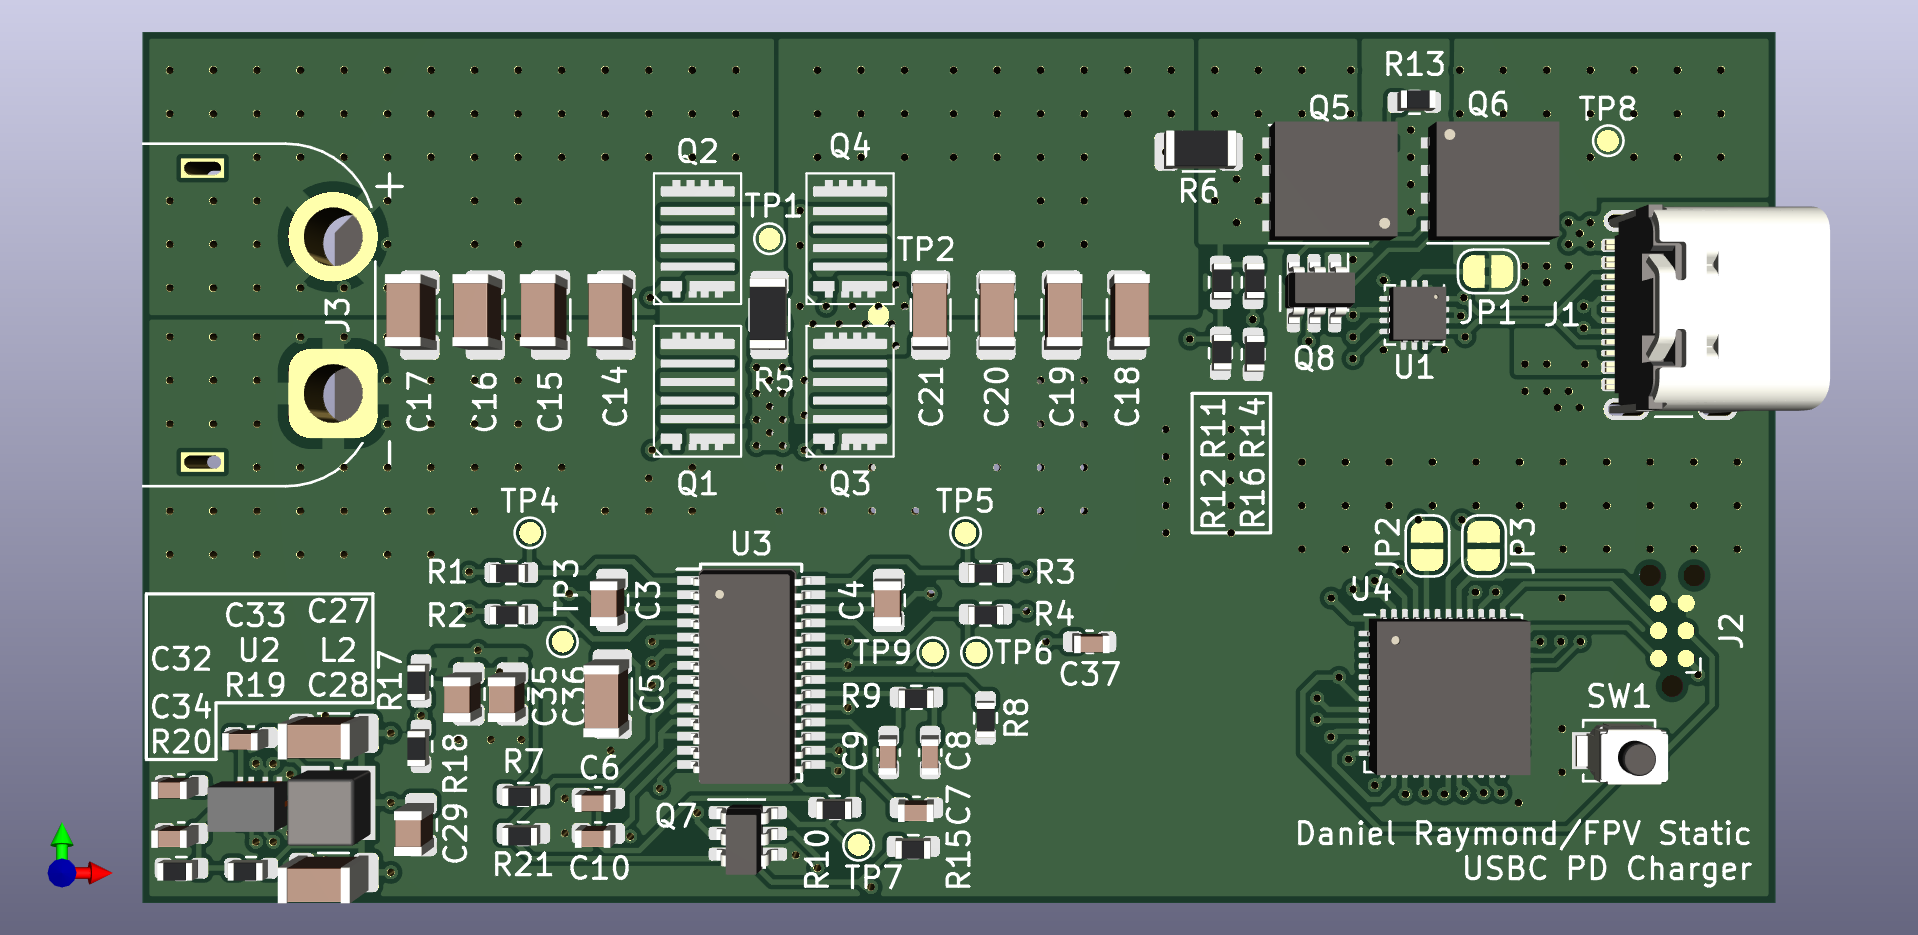 R13
Q5
Q6
TP8
Q2
Q4
+
R6
TP1
TP2
J3
JP1
J1
Q8
U1
C17
C16
C15
C14
R5
C21
C20
C19
C18
R12 R11
R16 R14
−
Q1
Q3
TP4
TP5
U3
JP2
JP3
R1
TP3
C3
C4
R3
R2
R4
U4
J2
C33
C27
C32
U2
L2
R19
C28
C34
R20
R17
C35
C36
C5
TP9
TP6
C37
R9
R8
SW1
R18
C9
C8
R7
C6
C29
Q7
R10
C7
R15
R21
C10
TP7
Daniel Raymond/FPV Static
USBC PD Charger